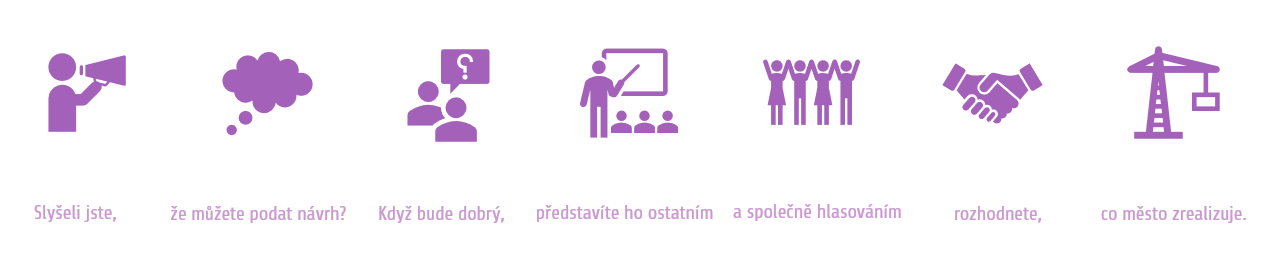 Slyšeli jste,
že můžete podat návrh?
Když bude dobrý,
představíte ho ostatním
a společně hlasováním
rozhodnete,
co město zrealizuje.